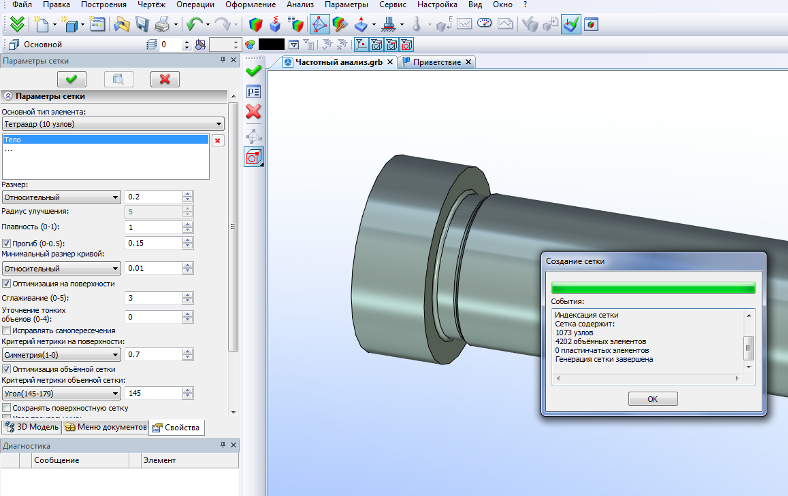 Файл Правка Построения Чертёж Операции Оформление Анализ Параметры Сервис Настройка Вид Окно ?
Основной 0
Параметры сетки
Частотный анализ.grb Приветствие
Параметры сетки
Основной тип элемента:
Тетраэдр (10 узлов)
Тело
...
Размер:
Относительный 0.2
Радиус улучшения: 5
Плавность (0-1): 1
Прогиб (0-0.5): 0.15
Минимальный размер кривой:
Относительный 0.01
Оптимизация на поверхности
Сглаживание (0-5): 3
Уточнение тонких
объемов (0-4): 0
Исправлять самопересечения
Критерий метрики на поверхности:
Симметрия(1-0) 0.7
Оптимизация объёмной сетки
Критерий метрики объемной сетки:
Угол(145-179) 145
Сохранять поверхностную сетку
3D Модель Меню документов Свойства
Диагностика
Сообщение Элемент
Создание сетки
События:
Индексация сетки
Сетка содержит:
1073 узлов
4202 объёмных элементов
0 пластинчатых элементов
Генерация сетки завершена
OK